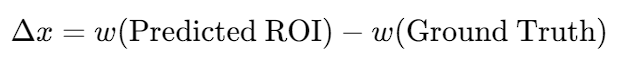 Δx = w(Predicted ROI) − w(Ground Truth)